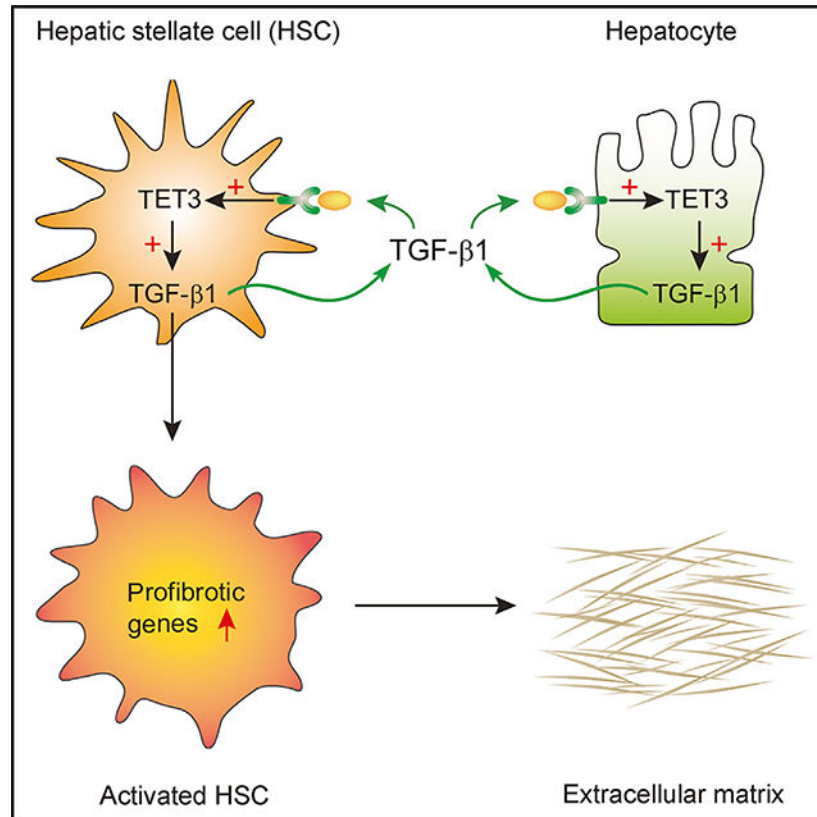 Hepatic stellate cell (HSC)
Hepatocyte
+
TET3
+
TGF-β1
TGF-β1
+
TET3
+
TGF-β1
Profibrotic
genes
Activated HSC
Extracellular matrix